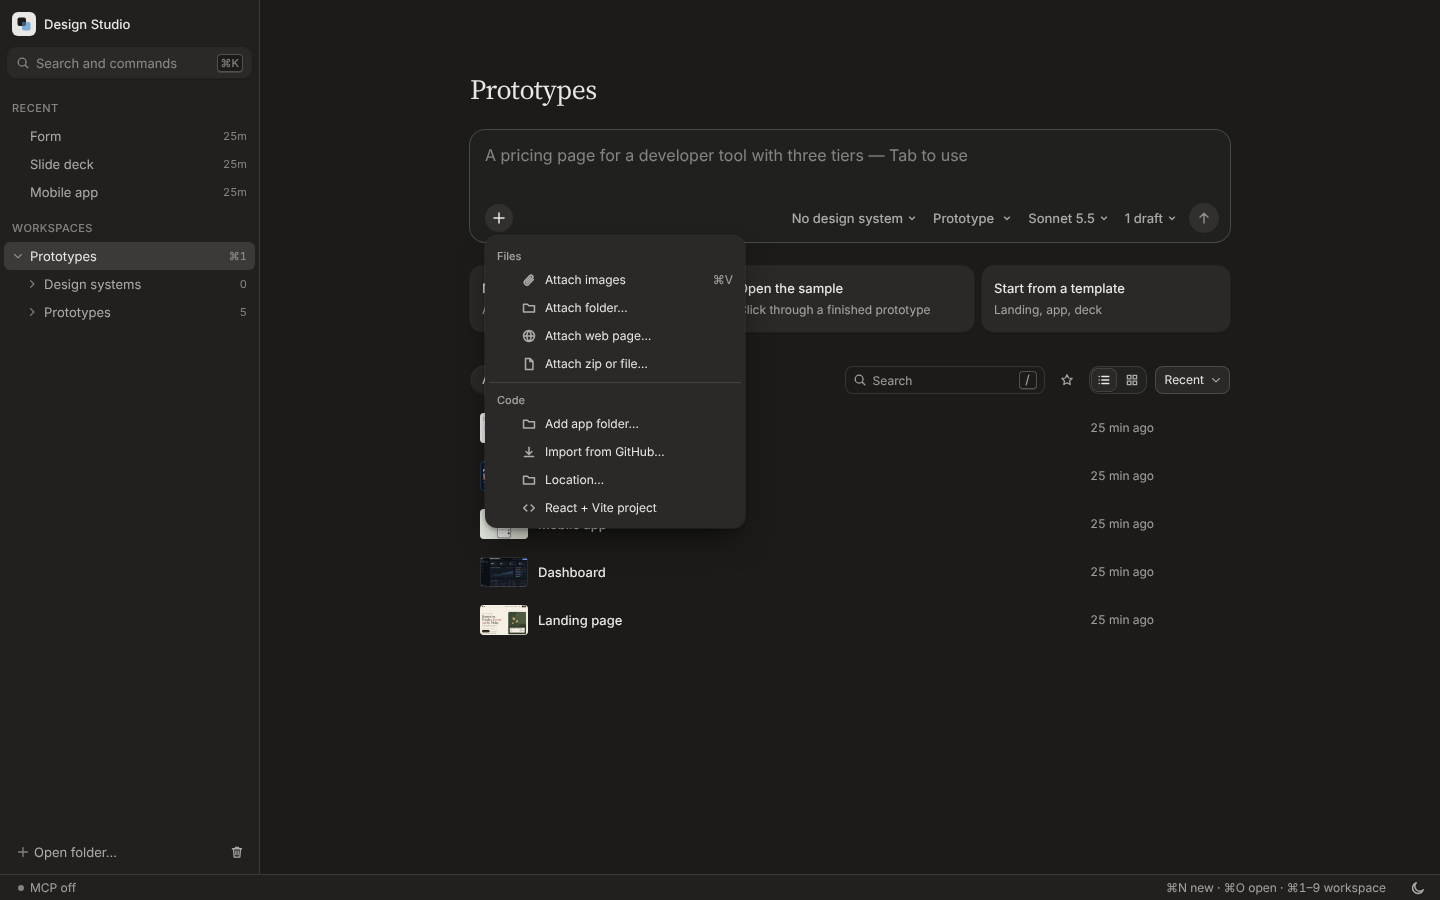 Design Studio
Search and commands ⌘K
RECENT
Form 25m
Slide deck 25m
Mobile app 25m
WORKSPACES
Prototypes ⌘1
Design systems 0
Prototypes 5
Open folder...
MCP off
Prototypes
A pricing page for a developer tool with three tiers — Tab to use
No design system Prototype Sonnet 5.5 1 draft
Files
Attach images ⌘V
Attach folder...
Attach web page...
Attach zip or file...
Code
Add app folder...
Import from GitHub...
Location...
React + Vite project
Open the sample
Click through a finished prototype
Start from a template
Landing, app, deck
Search / Recent
25 min ago
25 min ago
Mobile app 25 min ago
Dashboard 25 min ago
Landing page 25 min ago
⌘N new · ⌘O open · ⌘1–9 workspace